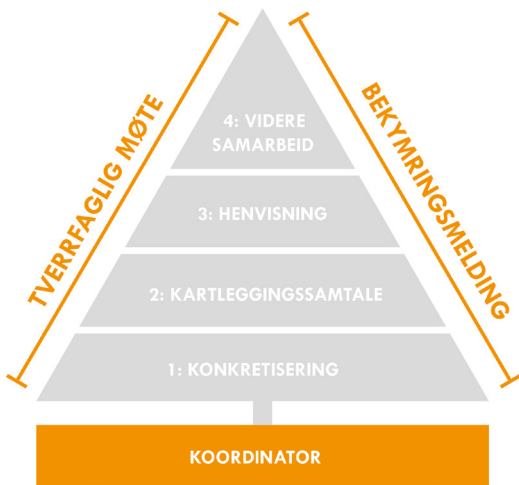 TVERRFAGLIG MØTE
BEKYMRINGSMELDING
4: VIDERE
SAMARBEID
3: HENVISNING
2: KARTLEGGINGSSAMTALE
1: KONKRETISERING
KOORDINATOR